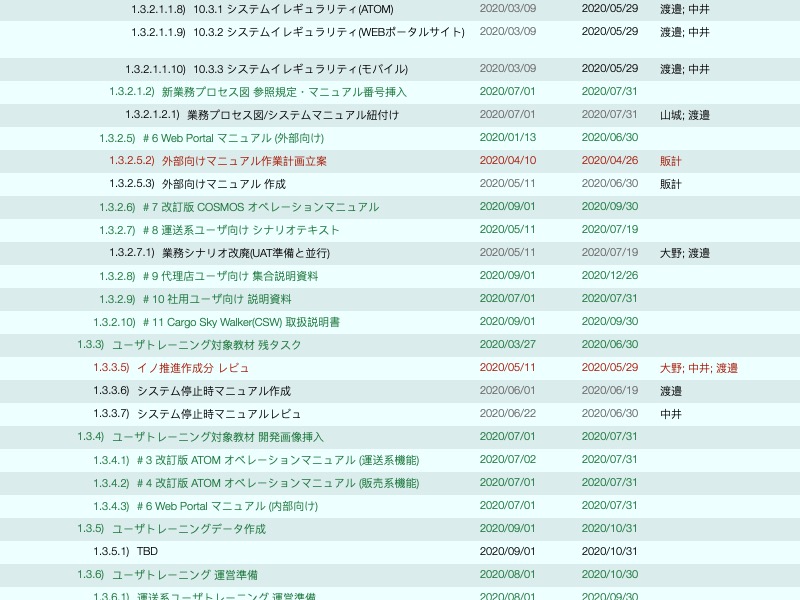 1.3.2.1.1.8) 10.3.1 システムイレギュラリティ(ATOM) 2020/03/09 2020/05/29 渡邉; 中井
1.3.2.1.1.9) 10.3.2 システムイレギュラリティ(WEBポータルサイト) 2020/03/09 2020/05/29 渡邉; 中井
1.3.2.1.1.10) 10.3.3 システムイレギュラリティ(モバイル) 2020/03/09 2020/05/29 渡邉; 中井
1.3.2.1.2) 新業務プロセス図 参照規定・マニュアル番号挿入 2020/07/01 2020/07/31
1.3.2.1.2.1) 業務プロセス図/システムマニュアル紐付け 2020/07/01 2020/07/31 山城; 渡邉
1.3.2.5) # 6 Web Portal マニュアル (外部向け) 2020/01/13 2020/06/30
1.3.2.5.2) 外部向けマニュアル作業計画立案 2020/04/10 2020/04/26 販計
1.3.2.5.3) 外部向けマニュアル 作成 2020/05/11 2020/06/30 販計
1.3.2.6) # 7 改訂版 COSMOS オペレーションマニュアル 2020/09/01 2020/09/30
1.3.2.7) # 8 運送系ユーザ向け シナリオテキスト 2020/05/11 2020/07/19
1.3.2.7.1) 業務シナリオ改廃(UAT準備と並行) 2020/05/11 2020/07/19 大野; 渡邉
1.3.2.8) # 9 代理店ユーザ向け 集合説明資料 2020/09/01 2020/12/26
1.3.2.9) # 10 社用ユーザ向け 説明資料 2020/07/01 2020/07/31
1.3.2.10) # 11 Cargo Sky Walker(CSW) 取扱説明書 2020/09/01 2020/09/30
1.3.3) ユーザトレーニング対象教材 残タスク 2020/03/27 2020/06/30
1.3.3.5) イノ推進作成分 レビュ 2020/05/11 2020/05/29 大野; 中井; 渡邉
1.3.3.6) システム停止時マニュアル作成 2020/06/01 2020/06/19 渡邉
1.3.3.7) システム停止時マニュアルレビュ 2020/06/22 2020/06/30 中井
1.3.4) ユーザトレーニング対象教材 開発画像挿入 2020/07/01 2020/07/31
1.3.4.1) # 3 改訂版 ATOM オペレーションマニュアル (運送系機能) 2020/07/02 2020/07/31
1.3.4.2) # 4 改訂版 ATOM オペレーションマニュアル (販売系機能) 2020/07/01 2020/07/31
1.3.4.3) # 6 Web Portal マニュアル (内部向け) 2020/07/01 2020/07/31
1.3.5) ユーザトレーニングデータ作成 2020/09/01 2020/10/31
1.3.5.1) TBD 2020/09/01 2020/10/31
1.3.6) ユーザトレーニング 運営準備 2020/08/01 2020/10/30
1.3.6.1) 運送系ユーザトレーニング 運営準備 2020/08/01 2020/09/30